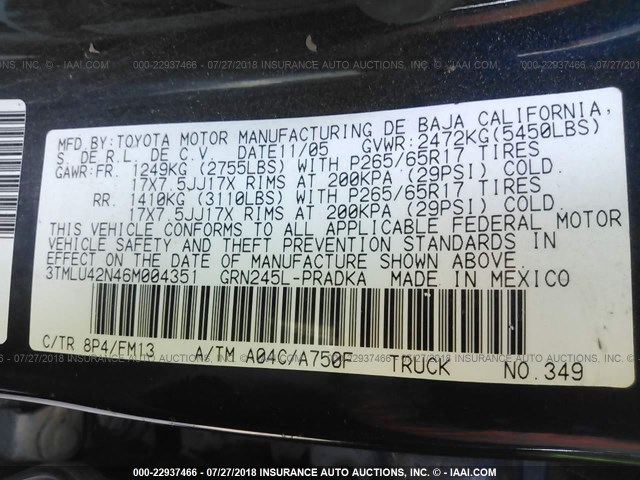 000-22937466 - 07/27/2018 INSURANCE AUTO AUCTIONS, INC. - © IAAI.COM
MFD BY:TOYOTA MOTOR MANUFACTURING DE BAJA CALIFORNIA,
S. DE R.L. DE C.V. DATE11/05 GVWR:2472KG(5450LBS)
GAWR:FR. 1249KG (2755LBS) WITH P265/65R17 TIRES
17X7.5JJ17X RIMS AT 200KPA (29PSI) COLD.
RR. 1410KG (3110LBS) WITH P265/65R17 TIRES
17X7.5JJ17X RIMS AT 200KPA (29PSI) COLD.
THIS VEHICLE CONFORMS TO ALL APPLICABLE FEDERAL MOTOR
VEHICLE SAFETY AND THEFT PREVENTION STANDARDS IN
EFFECT ON THE DATE OF MANUFACTURE SHOWN ABOVE.
3TMLU42N46M004351 GRN245L-PRADKA MADE IN MEXICO
C/TR 8P4/FM13 A/TM A04C/A750F TRUCK NO.349
000-22937466 - 07/27/2018 INSURANCE AUTO AUCTIONS, INC. - © IAAI.COM